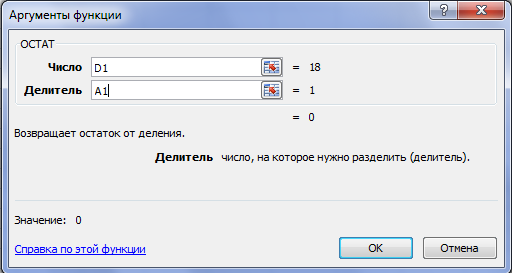 Аргументы функции
ОСТАТ
Число D1 = 18
Делитель A1 = 1
= 0
Возвращает остаток от деления.
Делитель число, на которое нужно разделить (делитель).
Значение: 0
Справка по этой функции
ОК
Отмена